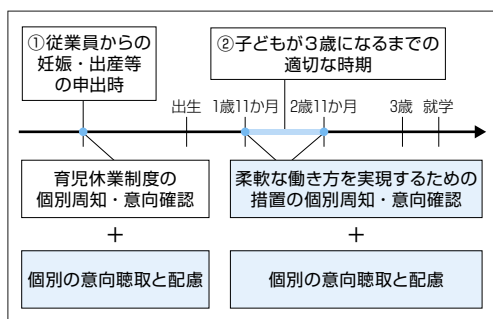 ①従業員からの
妊娠・出産等
の申出時
②子どもが３歳になるまでの
適切な時期
出生
1歳11か月
2歳11か月
3歳
就学
育児休業制度の
個別周知・意向確認
柔軟な働き方を実現するための
措置の個別周知・意向確認
+
+
個別の意向聴取と配慮
個別の意向聴取と配慮